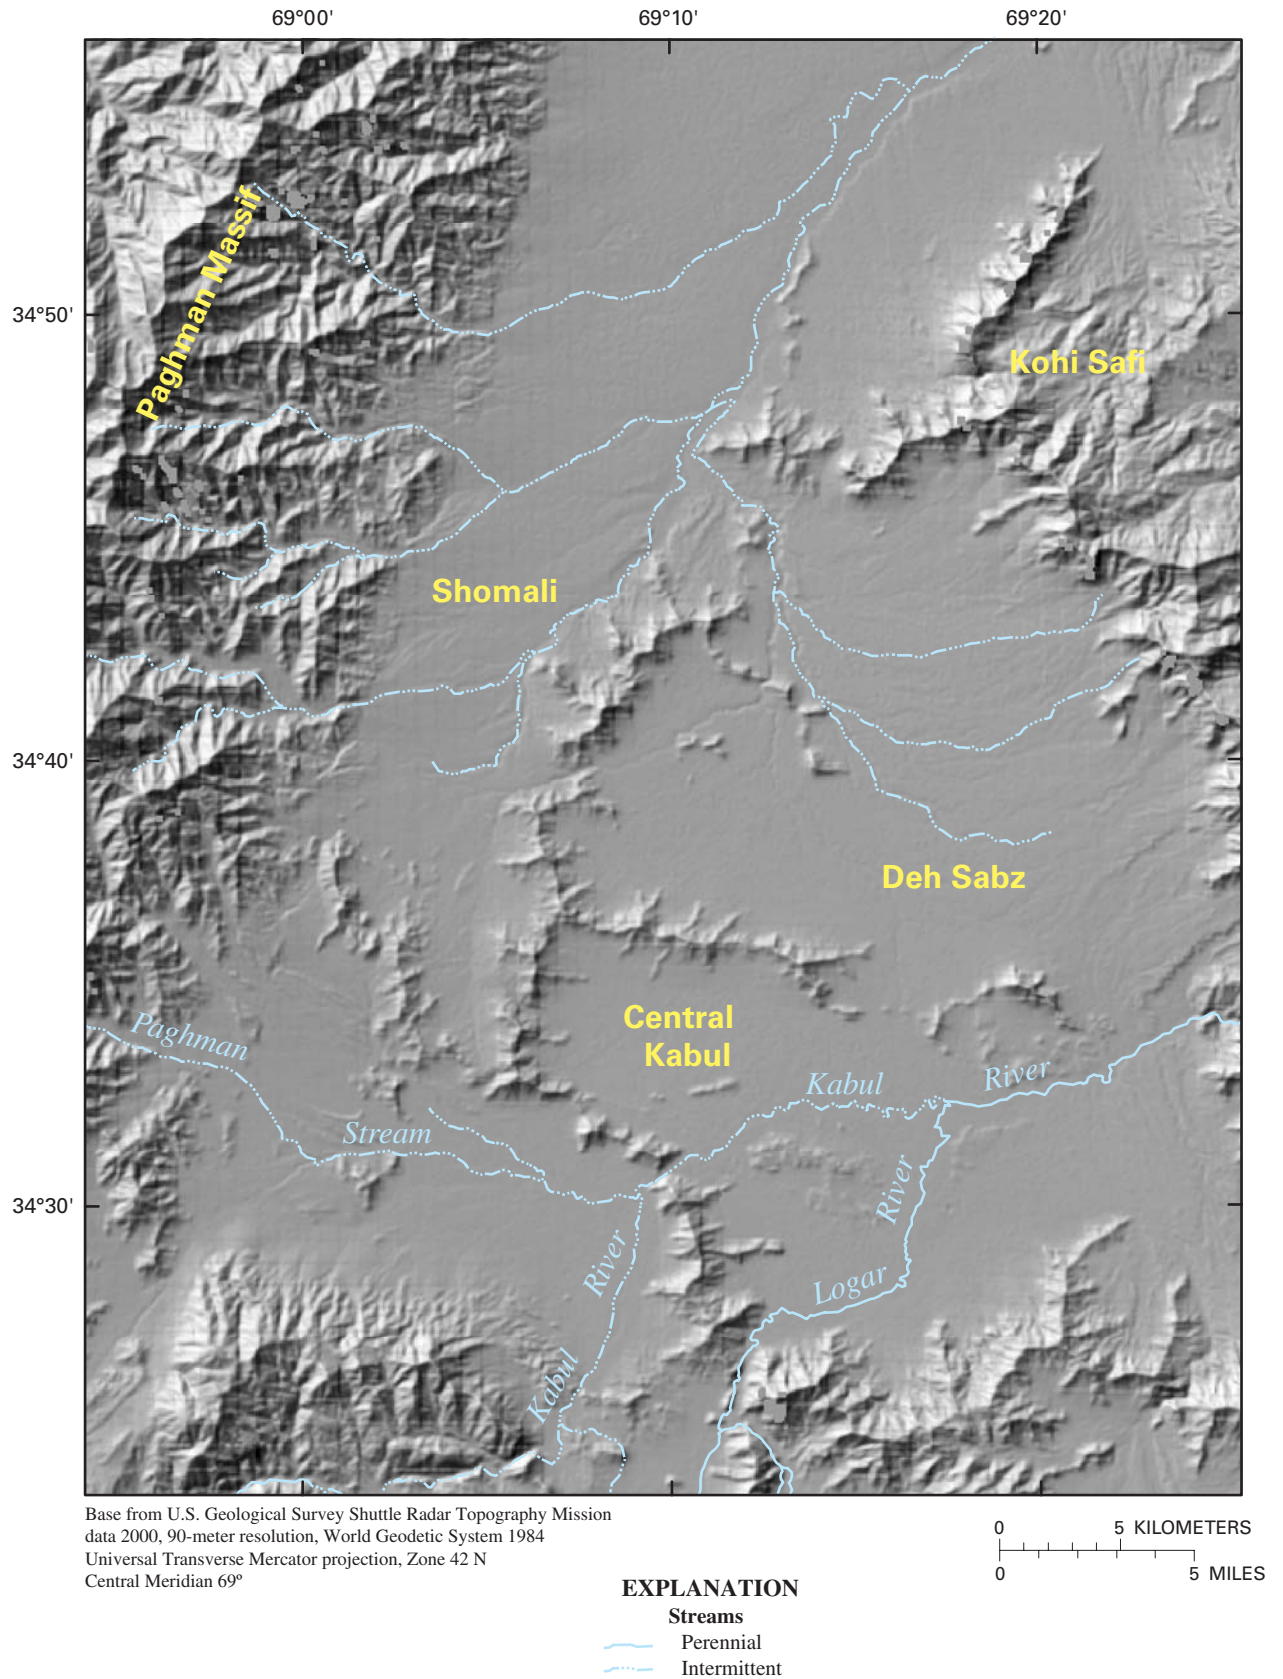 69°00'
69°10'
69°20'
Paghman Massif
34°50'
Kohi Safi
Shomali
34°40'
Deh Sabz
Central
Kabul
Paghman
Stream
Kabul
River
River
34°30'
River
Logar
Kabul
Base from U.S. Geological Survey Shuttle Radar Topography Mission
data 2000, 90-meter resolution, World Geodetic System 1984
Universal Transverse Mercator projection, Zone 42 N
Central Meridian 69º
0 5 KILOMETERS
0 5 MILES
EXPLANATION
Streams
Perennial
Intermittent